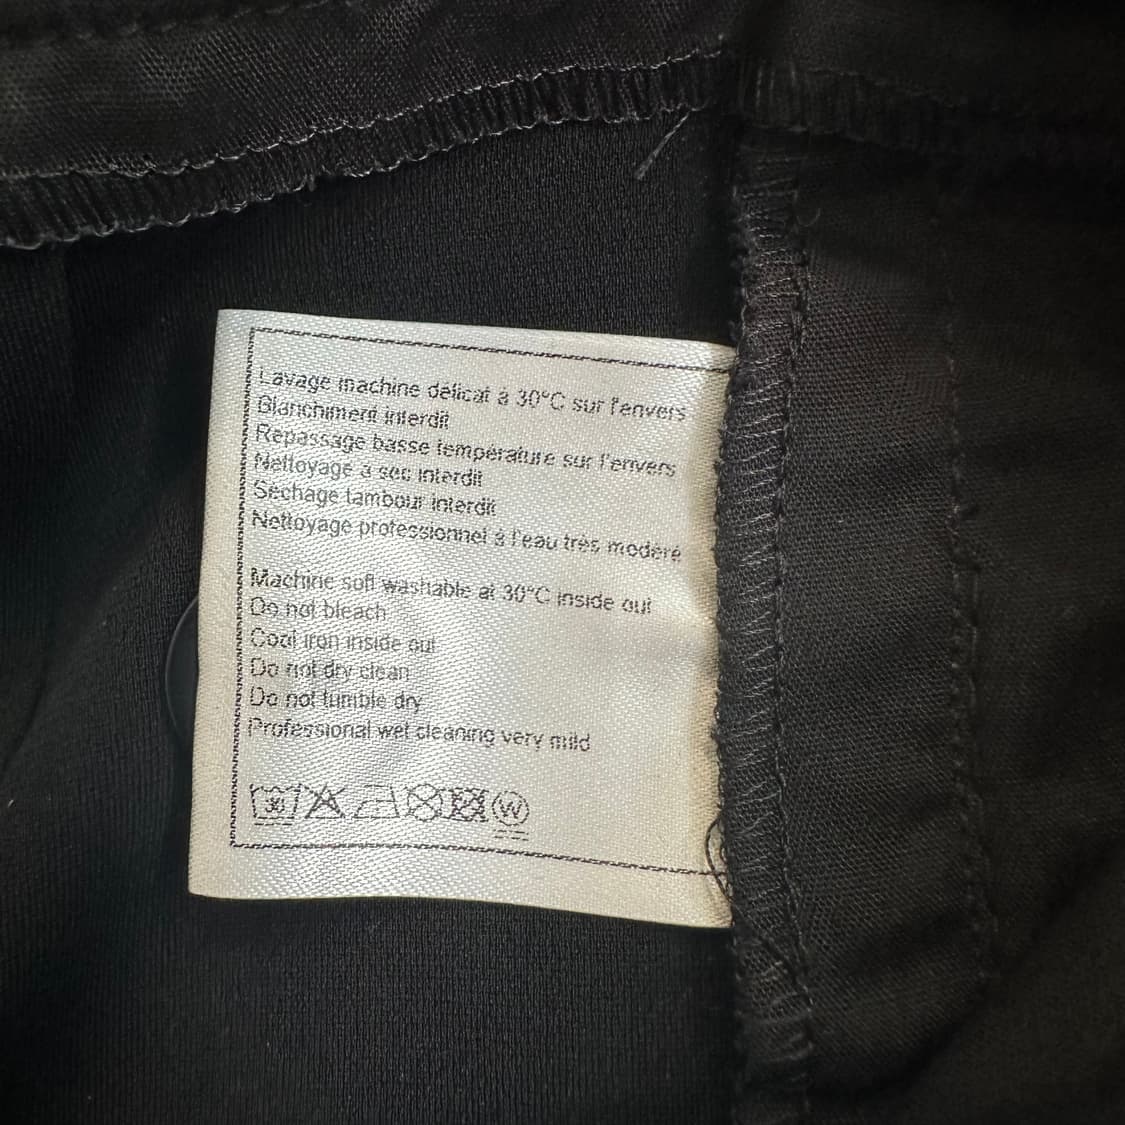 Lavage machine délicat à 30°C sur l'envers
Blanchiment interdit
Repassage basse température sur l'envers
Nettoyage à sec interdit
Séchage tambour interdit
Nettoyage professionnel à l'eau très modéré
Machine soft washable at 30°C inside out
Do not bleach
Cool iron inside out
Do not dry clean
Do not tumble dry
Professional wet cleaning very mild
30 W